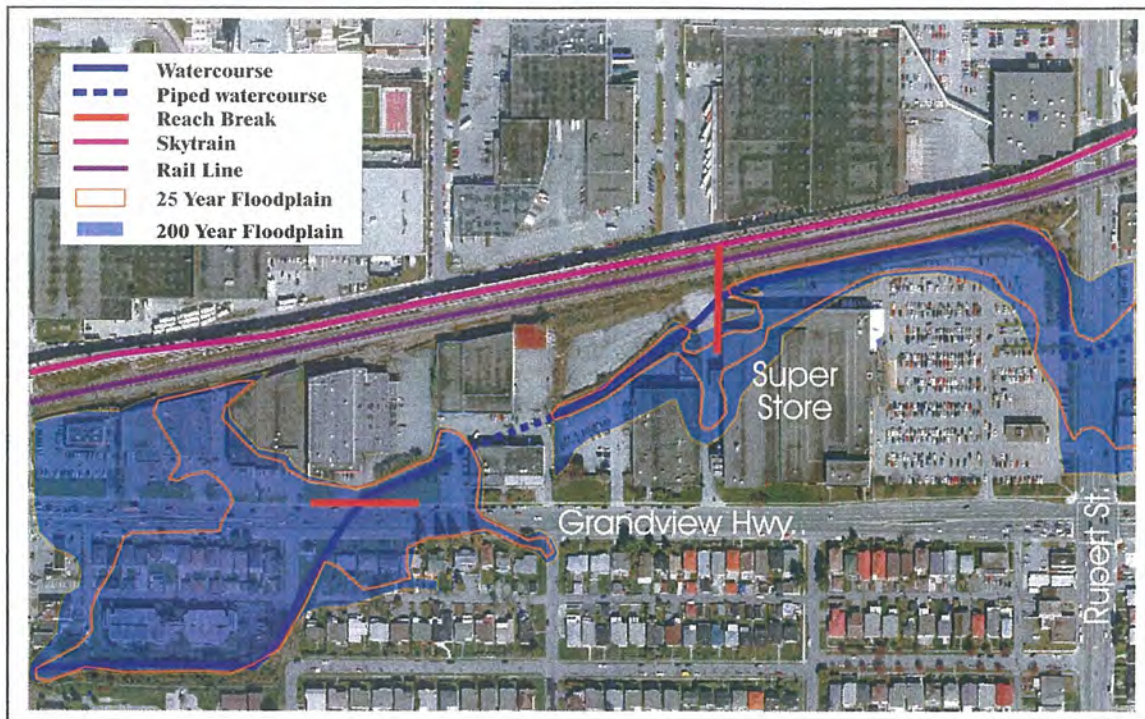 Watercourse
Piped watercourse
Reach Break
Skytrain
Rail Line
25 Year Floodplain
200 Year Floodplain
Super
Store
Grandview Hwy..
Rupert St.